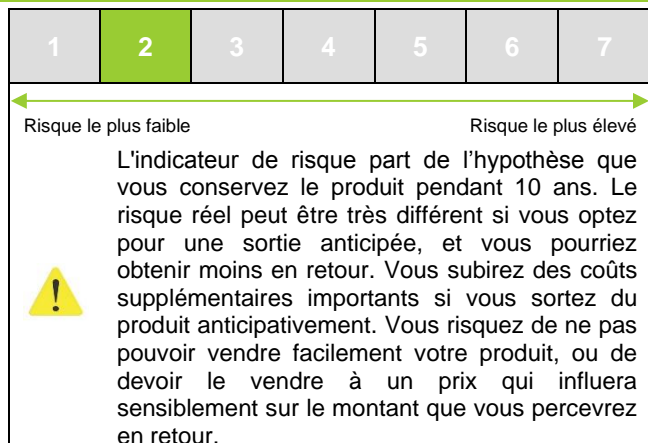 1 2 3 4 5 6 7
Risque le plus faible Risque le plus élevé
L'indicateur de risque part de l’hypothèse que
vous conservez le produit pendant 10 ans. Le
risque réel peut être très différent si vous optez
pour une sortie anticipée, et vous pourriez
obtenir moins en retour. Vous subirez des coûts
supplémentaires importants si vous sortez du
produit anticipativement. Vous risquez de ne pas
pouvoir vendre facilement votre produit, ou de
devoir le vendre à un prix qui influera
sensiblement sur le montant que vous percevrez
en retour.